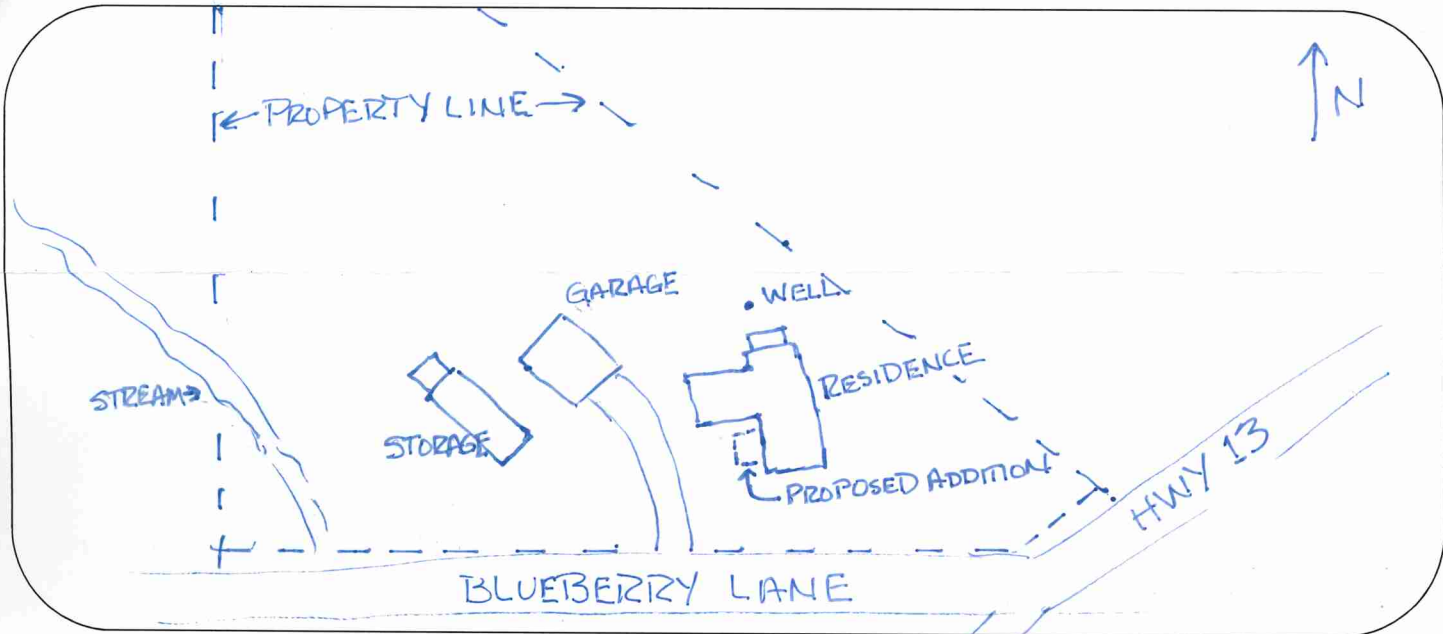 PROPERTY LINE
N
GARAGE
WELL
STREAM
RESIDENCE
STORAGE
PROPOSED ADDITION
HWY 13
BLUEBERRY LANE